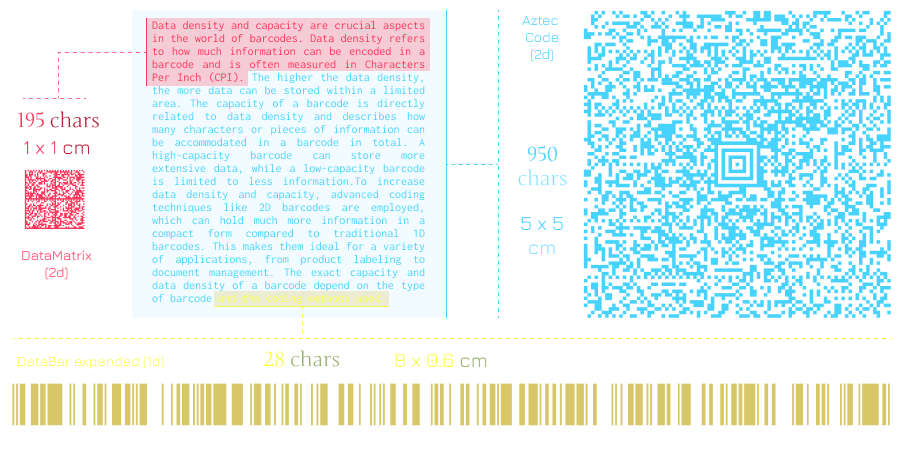 Data density and capacity are crucial aspects
in the world of barcodes. Data density refers
to how much information can be encoded in a
barcode and is often measured in Characters
Per Inch (CPI). The higher the data density,
the more data can be stored within a limited
area. The capacity of a barcode is directly
related to data density and describes how
many characters or pieces of information can
be accommodated in a barcode in total. A
high-capacity barcode can store more
extensive data, while a low-capacity barcode
is limited to less information.To increase
data density and capacity, advanced coding
techniques like 2D barcodes are employed,
which can hold much more information in a
compact form compared to traditional 1D
barcodes. This makes them ideal for a variety
of applications, from product labeling to
document management. The exact capacity and
data density of a barcode depend on the type
of barcode
195 chars
1 x 1 cm
DataMatrix
(2d)
Aztec
Code
(2d)
950
chars
5 x 5
cm
DataBar expanded (1d)
28 chars
8 x 0.6 cm